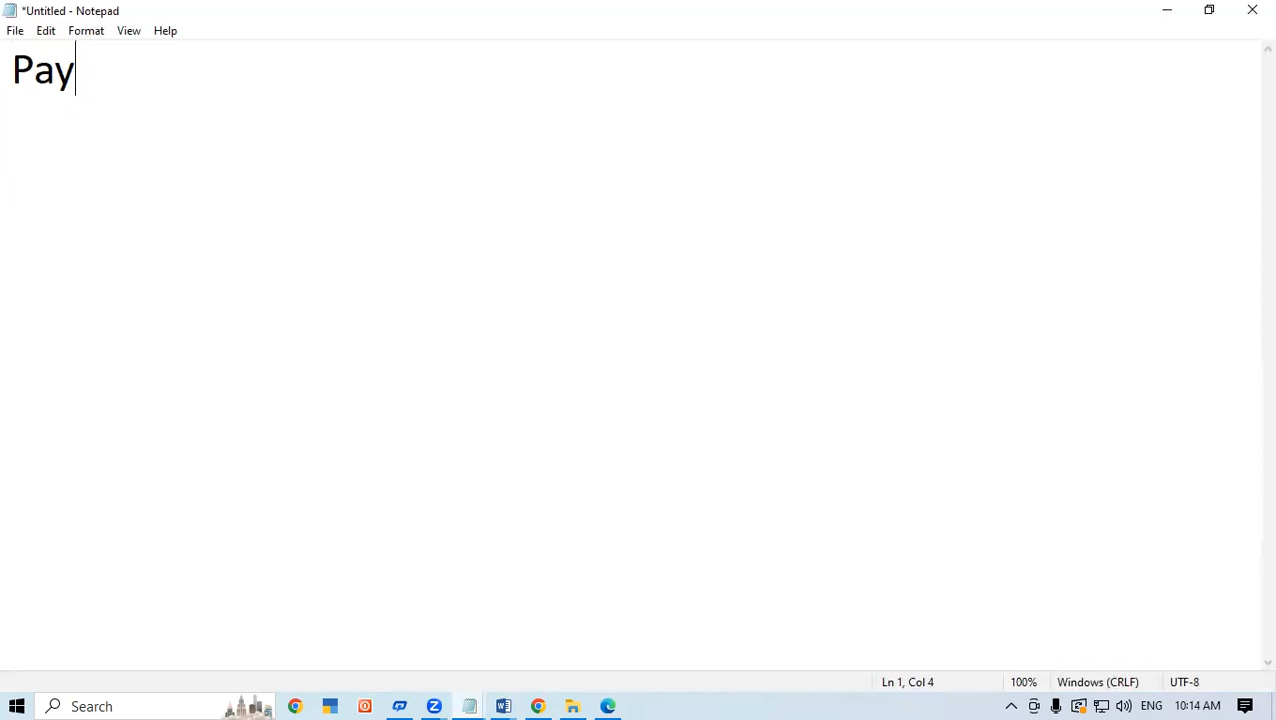 *Untitled - Notepad
File Edit Format View Help
Pay
Ln 1, Col 4 100% Windows (CRLF) UTF-8
Search ENG 10:14 AM